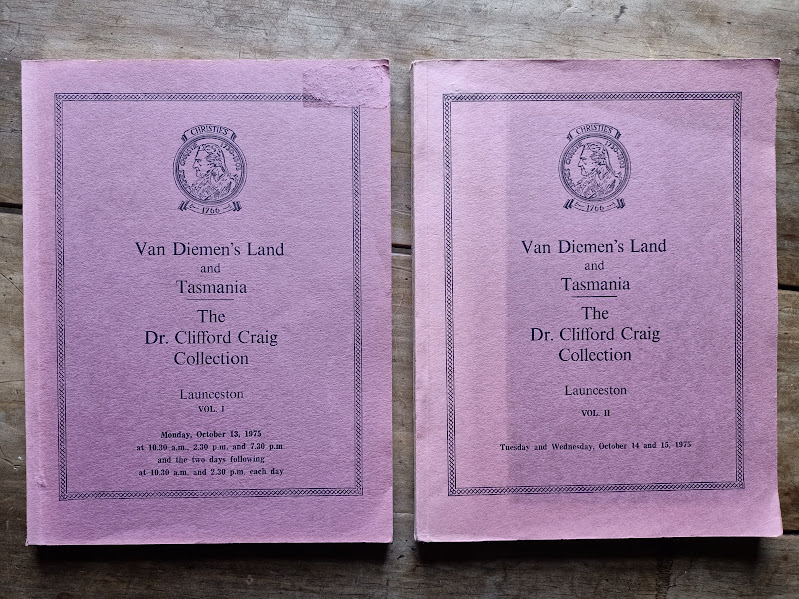 CHRISTIE'S
1766
Van Diemen's Land
and
Tasmania
The
Dr. Clifford Craig
Collection
Launceston
VOL. I
Monday, October 13, 1975
at 10.30 a.m., 2.30 p.m. and 7.30 p.m.
and the two days following
at 10.30 a.m. and 2.30 p.m. each day
CHRISTIE'S
1766
Van Diemen's Land
and
Tasmania
The
Dr. Clifford Craig
Collection
Launceston
VOL. II
Tuesday and Wednesday, October 14 and 15, 1975